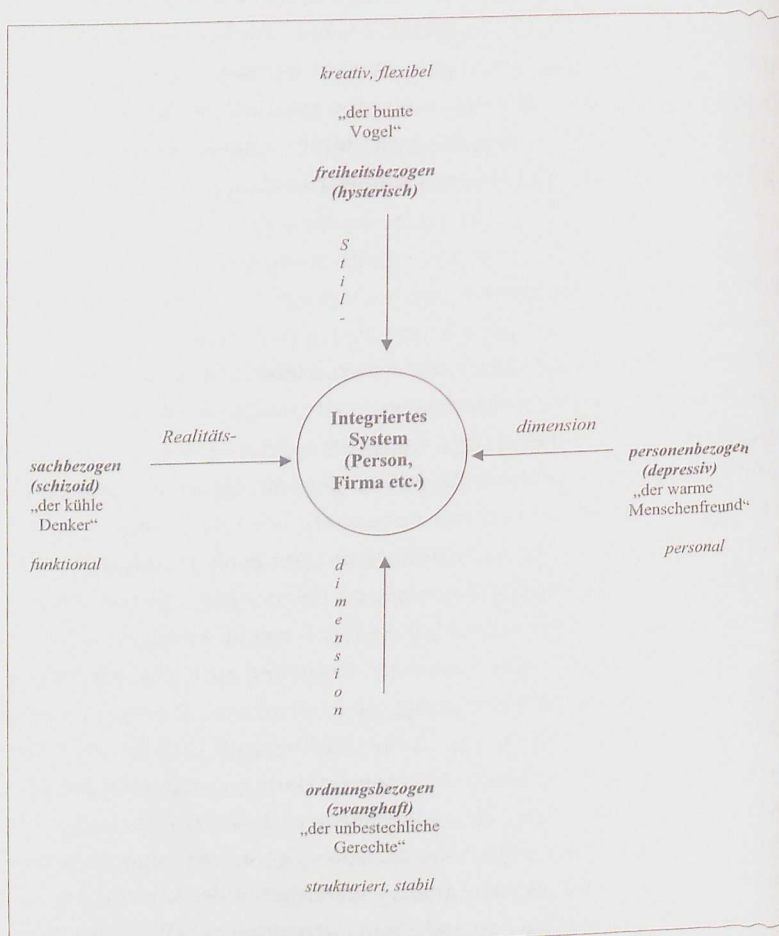 kreativ, flexibel
„der bunte
Vogel“
freiheitsbezogen
(hysterisch)
S
t
i
l
-
Integriertes
System
(Person,
Firma etc.)
Realitäts-
dimension
sachbezogen
(schizoid)
„der kühle
Denker“
funktional
personenbezogen
(depressiv)
„der warme
Menschenfreund“
personal
d
i
m
e
n
s
i
o
n
ordnungsbezogen
(zwanghaft)
„der unbestechliche
Gerechte“
strukturiert, stabil